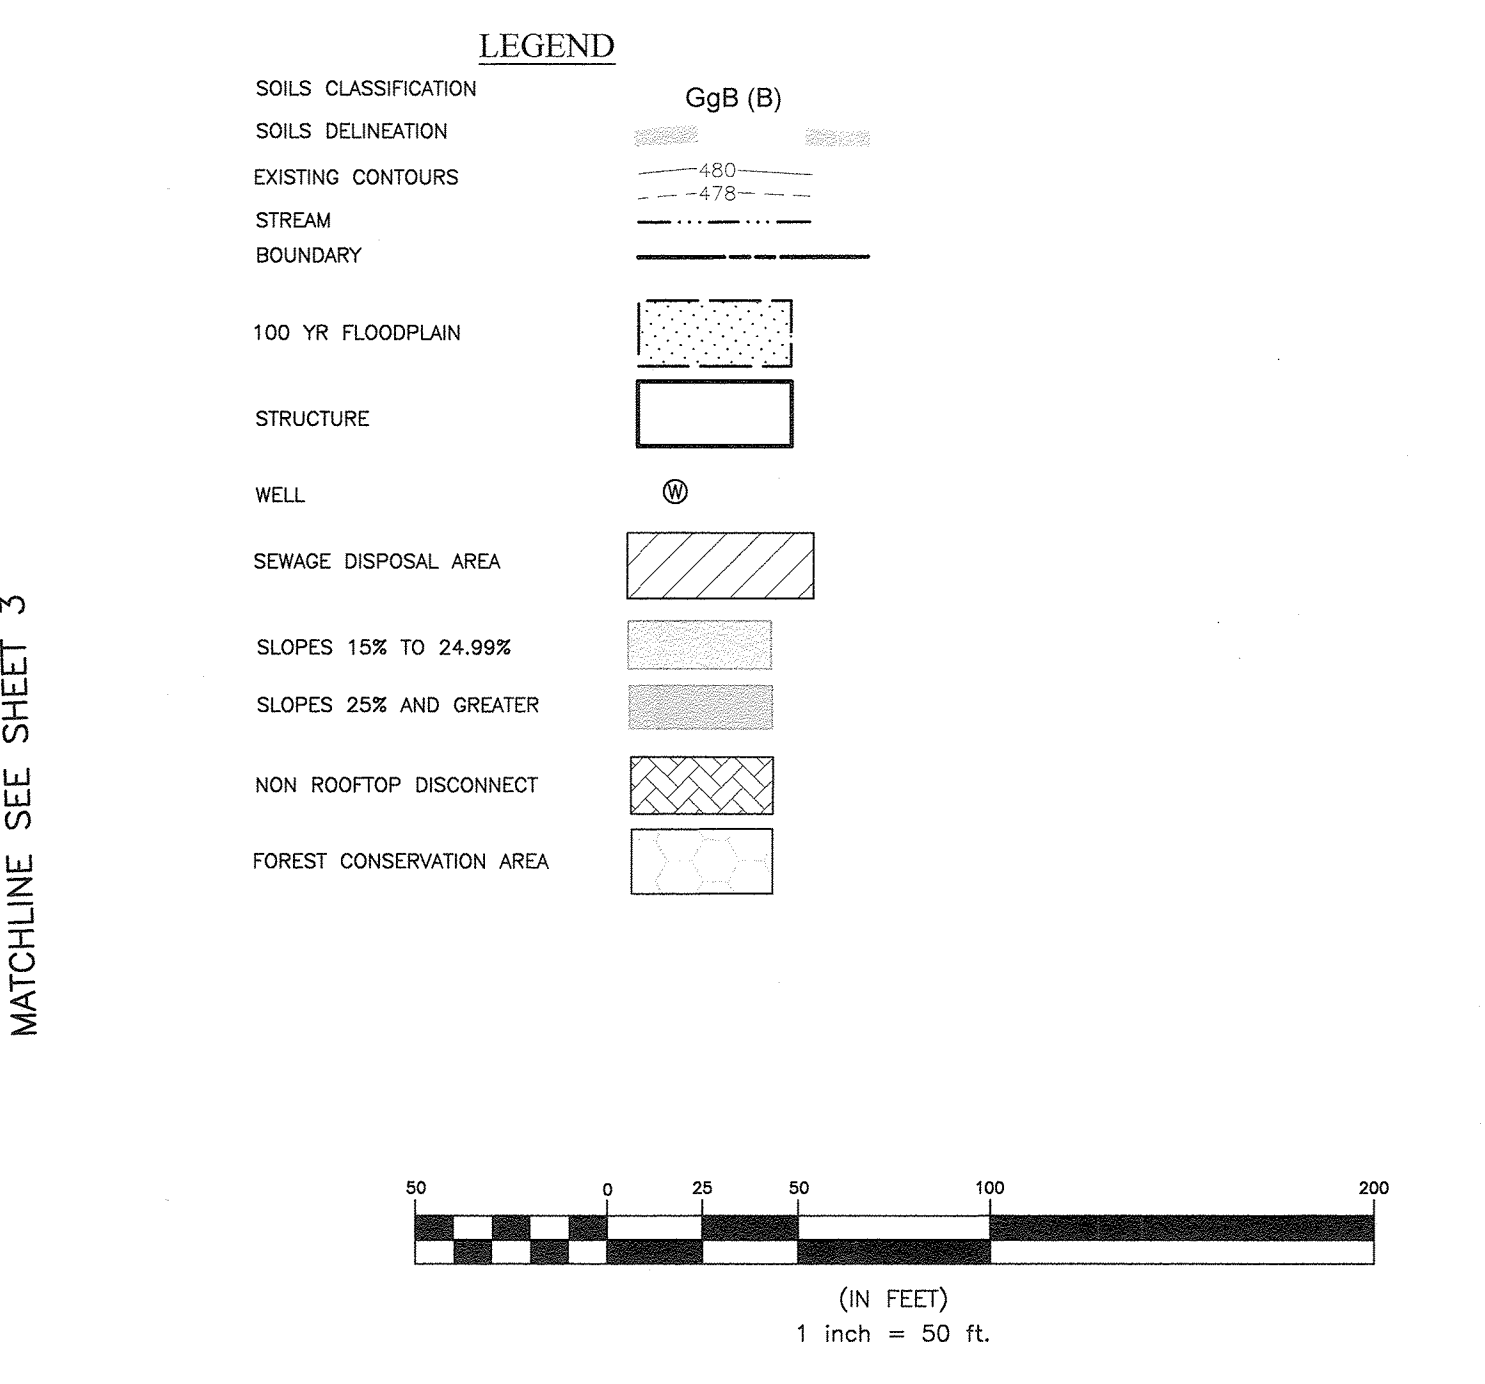 LEGEND
SOILS CLASSIFICATION GgB (B)
SOILS DELINEATION
EXISTING CONTOURS 480
478
STREAM
BOUNDARY
100 YR FLOODPLAIN
STRUCTURE
WELL W
SEWAGE DISPOSAL AREA
SLOPES 15% TO 24.99%
SLOPES 25% AND GREATER
NON ROOFTOP DISCONNECT
FOREST CONSERVATION AREA
MATCHLINE SEE SHEET 3
50 0 25 50 100 200
(IN FEET)
1 inch = 50 ft.